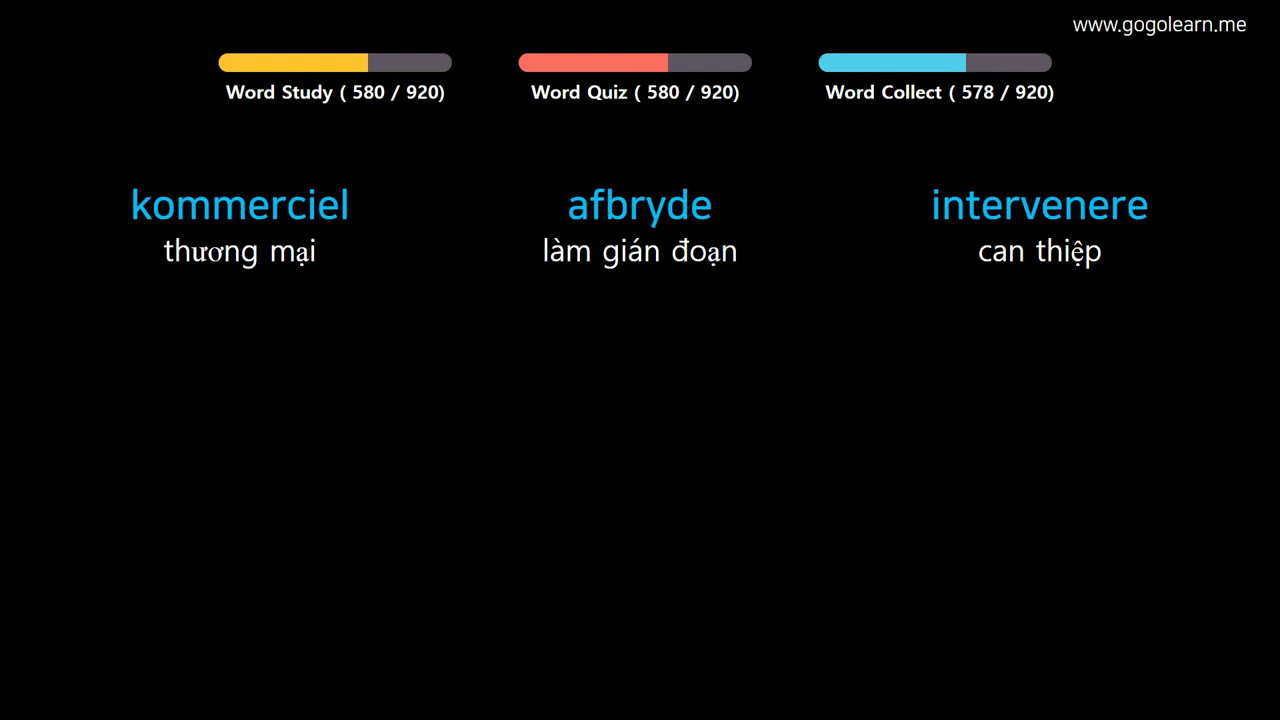 www.gogolearn.me
Word Study ( 580 / 920)
Word Quiz ( 580 / 920)
Word Collect ( 578 / 920)
kommerciel
thương mại
afbryde
làm gián đoạn
intervenere
can thiệp